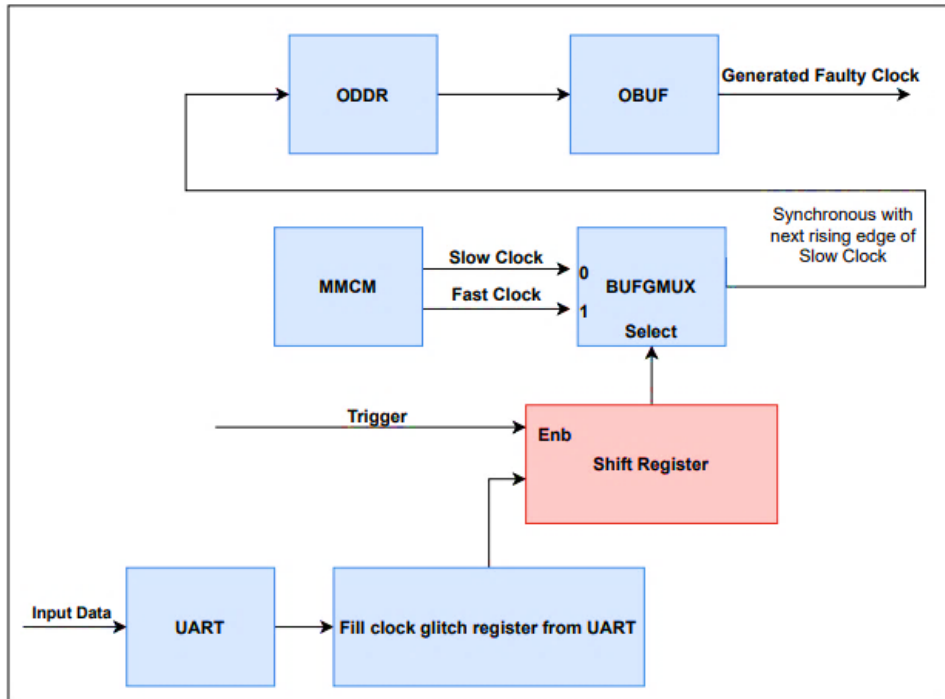 Generated Faulty Clock
ODDR
OBUF
Synchronous with
next rising edge of
Slow Clock
Slow Clock
MMCM
0
BUFGMUX
Fast Clock
1
Select
Trigger
Enb
Shift Register
Input Data
UART
Fill clock glitch register from UART